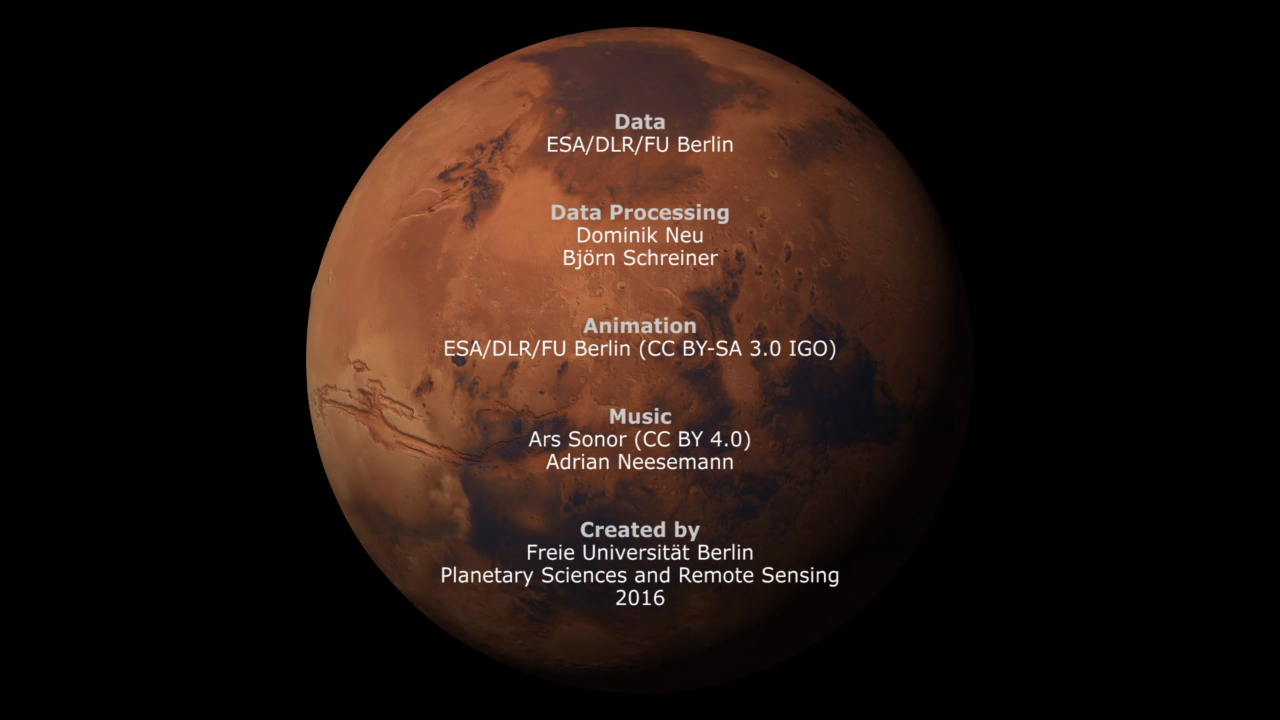 Data
ESA/DLR/FU Berlin
Data Processing
Dominik Neu
Björn Schreiner
Animation
ESA/DLR/FU Berlin (CC BY-SA 3.0 IGO)
Music
Ars Sonor (CC BY 4.0)
Adrian Neesemann
Created by
Freie Universität Berlin
Planetary Sciences and Remote Sensing
2016